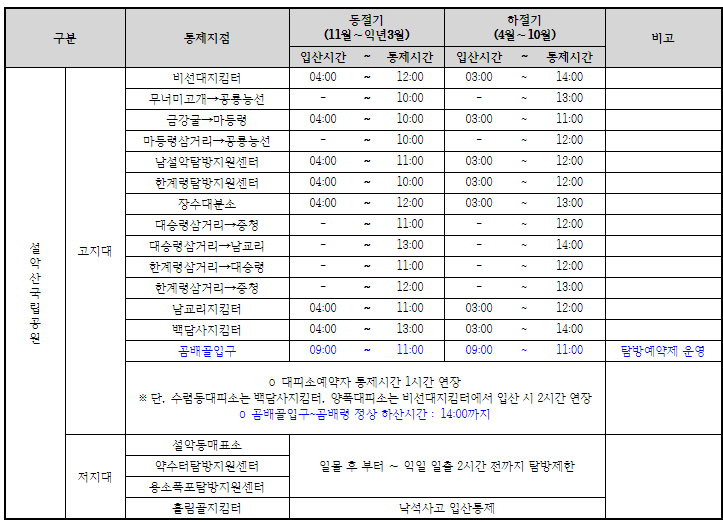 구분 통제지점 동절기 (11월～익년3월) 하절기 (4월～10월) 비고
입산시간 ~ 통제시간 입산시간 ~ 통제시간
설악산국립공원
고지대
비선대지킴터 04:00 ~ 12:00 03:00 ~ 14:00
무너미고개→공룡능선 - ~ 10:00 - ~ 13:00
금강굴→마등령 04:00 ~ 10:00 03:00 ~ 11:00
마등령삼거리→공룡능선 - ~ 10:00 - ~ 12:00
남설악탐방지원센터 04:00 ~ 11:00 03:00 ~ 12:00
한계령탐방지원센터 04:00 ~ 10:00 03:00 ~ 12:00
장수대분소 04:00 ~ 12:00 03:00 ~ 13:00
대승령삼거리→중청 - ~ 11:00 - ~ 12:00
대승령삼거리→남교리 - ~ 13:00 - ~ 14:00
한계령삼거리→대승령 - ~ 11:00 - ~ 12:00
한계령삼거리→중청 - ~ 12:00 - ~ 13:00
남교리지킴터 04:00 ~ 11:00 03:00 ~ 12:00
백담사지킴터 04:00 ~ 13:00 03:00 ~ 14:00
곰배골입구 09:00 ~ 11:00 09:00 ~ 11:00 탐방예약제 운영
ο 대피소예약자 통제시간 1시간 연장
※ 단, 수렴동대피소는 백담사지킴터, 양폭대피소는 비선대지킴터에서 입산 시 2시간 연장
ο 곰배골입구~곰배령 정상 하산시간 : 14:00까지
저지대
설악동매표소
약수터탐방지원센터
용소폭포탐방지원센터
일몰 후 부터 ～ 익일 일출 2시간 전까지 탐방제한
흘림골지킴터 낙석사고 입산통제